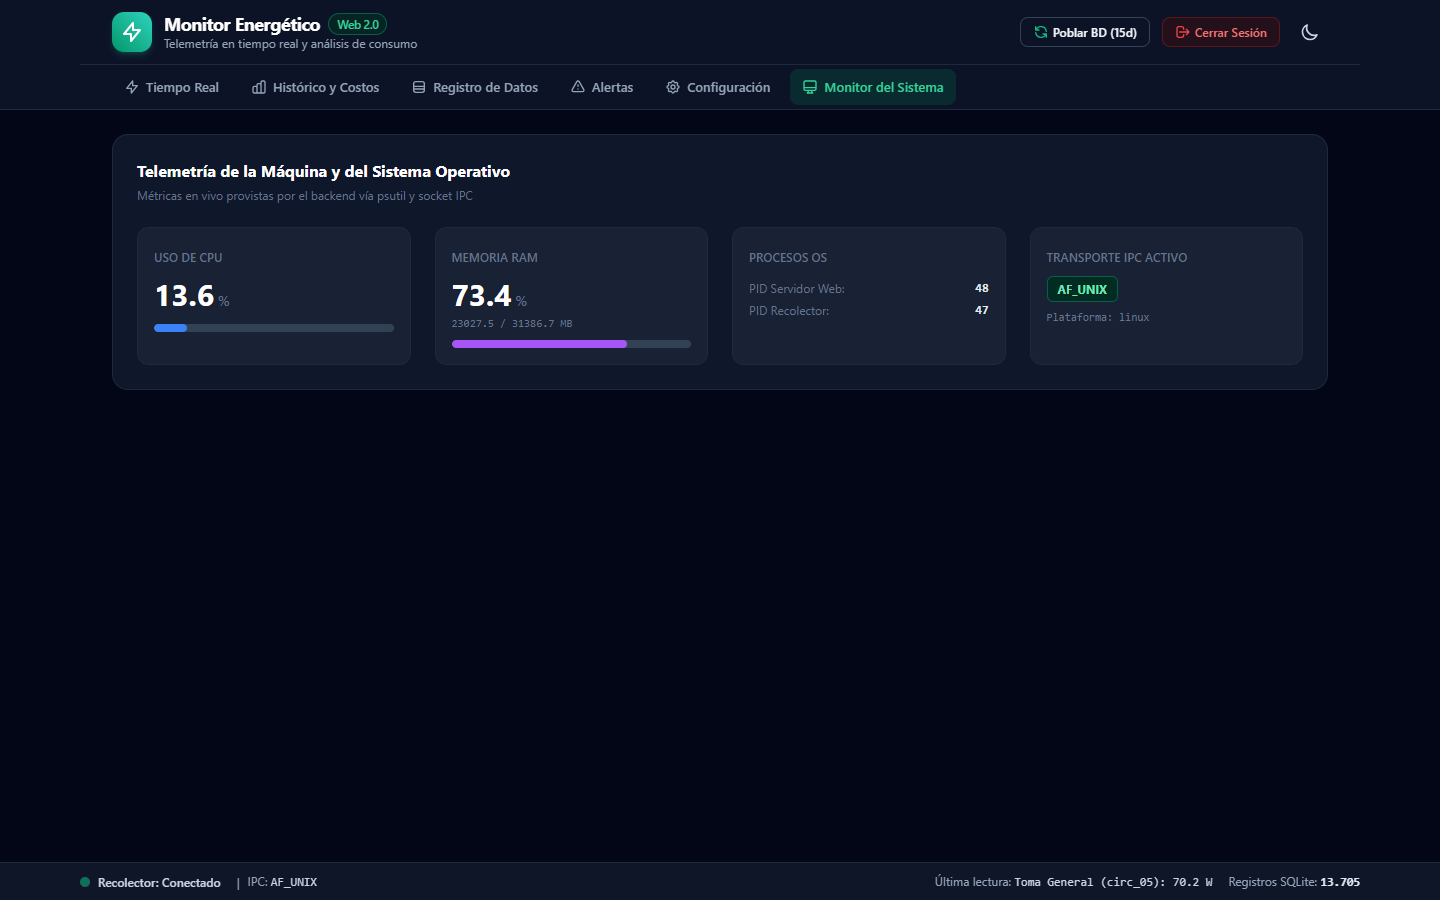 Monitor Energético Web 2.0
Telemetría en tiempo real y análisis de consumo
Poblar BD (15d)
Cerrar Sesión
Tiempo Real
Histórico y Costos
Registro de Datos
Alertas
Configuración
Monitor del Sistema
Telemetría de la Máquina y del Sistema Operativo
Métricas en vivo provistas por el backend vía psutil y socket IPC
USO DE CPU
13.6 %
MEMORIA RAM
73.4 %
23027.5 / 31386.7 MB
PROCESOS OS
PID Servidor Web: 48
PID Recolector: 47
TRANSPORTE IPC ACTIVO
AF_UNIX
Plataforma: linux
Recolector: Conectado | IPC: AF_UNIX
Última lectura: Toma General (circ_05): 70.2 W
Registros SQLite: 13.705